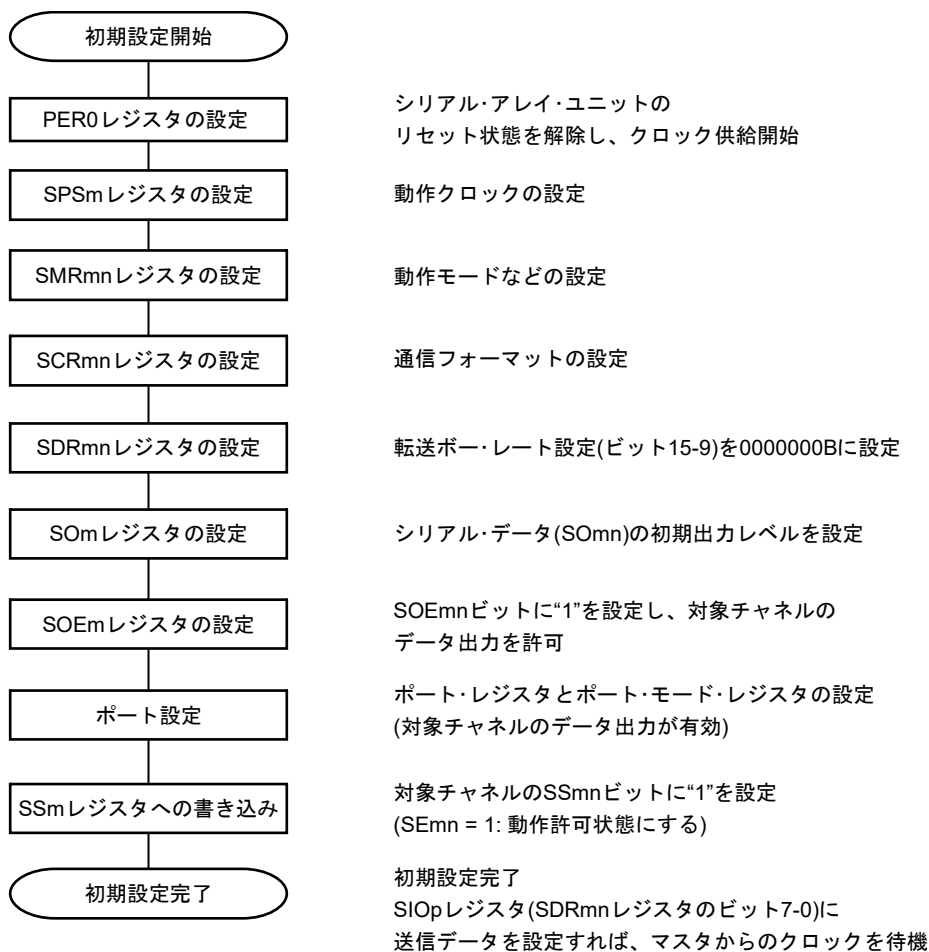 初期設定開始
PER0レジスタの設定
シリアル･アレイ･ユニットの
リセット状態を解除し、クロック供給開始
SPSmレジスタの設定
動作クロックの設定
SMRmnレジスタの設定
動作モードなどの設定
SCRmnレジスタの設定
通信フォーマットの設定
SDRmnレジスタの設定
転送ボー･レート設定(ビット15-9)を0000000Bに設定
SOmレジスタの設定
シリアル･データ(SOmn)の初期出力レベルを設定
SOEmレジスタの設定
SOEmnビットに“1”を設定し、対象チャネルの
データ出力を許可
ポート設定
ポート･レジスタとポート･モード･レジスタの設定
(対象チャネルのデータ出力が有効)
SSmレジスタへの書き込み
対象チャネルのSSmnビットに“1”を設定
(SEmn = 1: 動作許可状態にする)
初期設定完了
初期設定完了
SIOpレジスタ(SDRmnレジスタのビット7-0)に
送信データを設定すれば、マスタからのクロックを待機